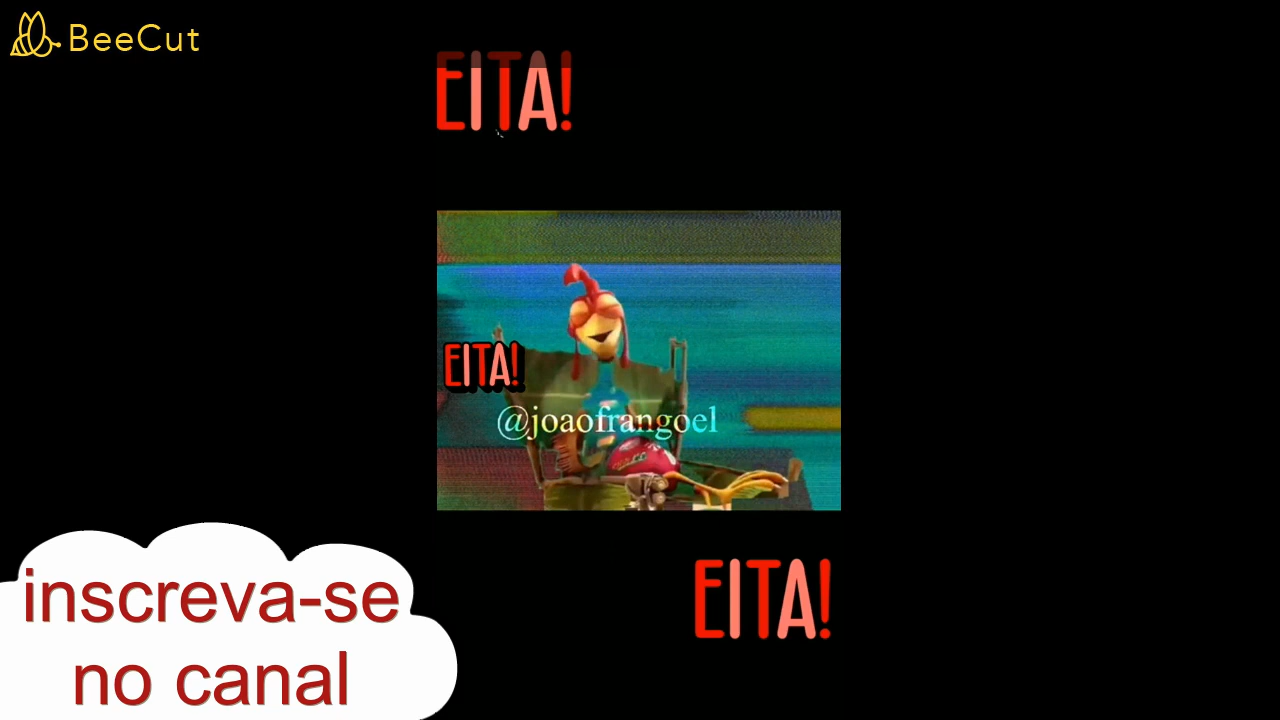 BeeCut
EITA!
EITA!
@joaofrangoel
EITA!
inscreva-se
no canal